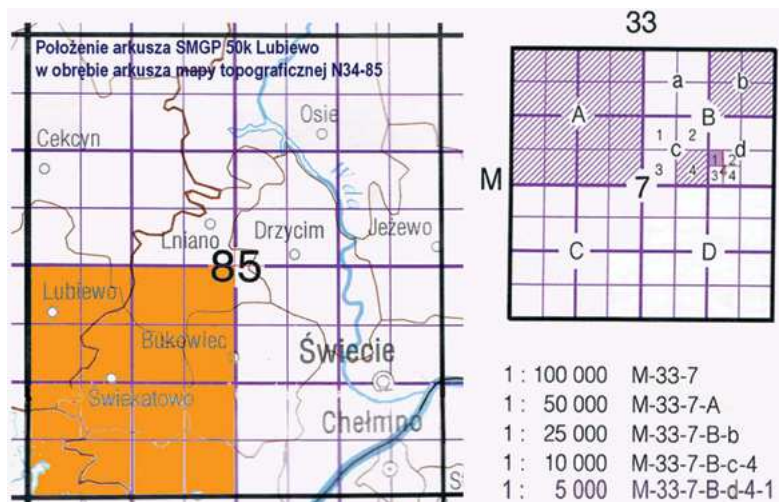 Położenie arkusza SMGP 50k Lubiewo
w obrębie arkusza mapy topograficznej N34-85
Cekcyn
Osie
Wda
Lniano
Drzycim
Jeżewo
85
Lubiewo
Bukowiec
Świecie
Świekatowo
Chełmno
S
33
M
a
b
A
B
1
2
c
d
1
2
3
4
3
4
4
7
C
D
1 : 100 000 M-33-7
1 : 50 000 M-33-7-A
1 : 25 000 M-33-7-B-b
1 : 10 000 M-33-7-B-c-4
1 : 5 000 M-33-7-B-d-4-1